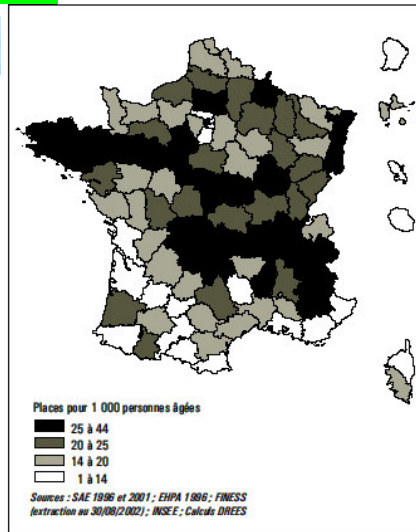 Places pour 1 000 personnes âgées
25 à 44
20 à 25
14 à 20
1 à 14
Sources : SAE 1996 et 2001 ; EHPA 1996 ; FINESS
(extraction au 30/08/2002) ; INSEE ; Calculs DREES